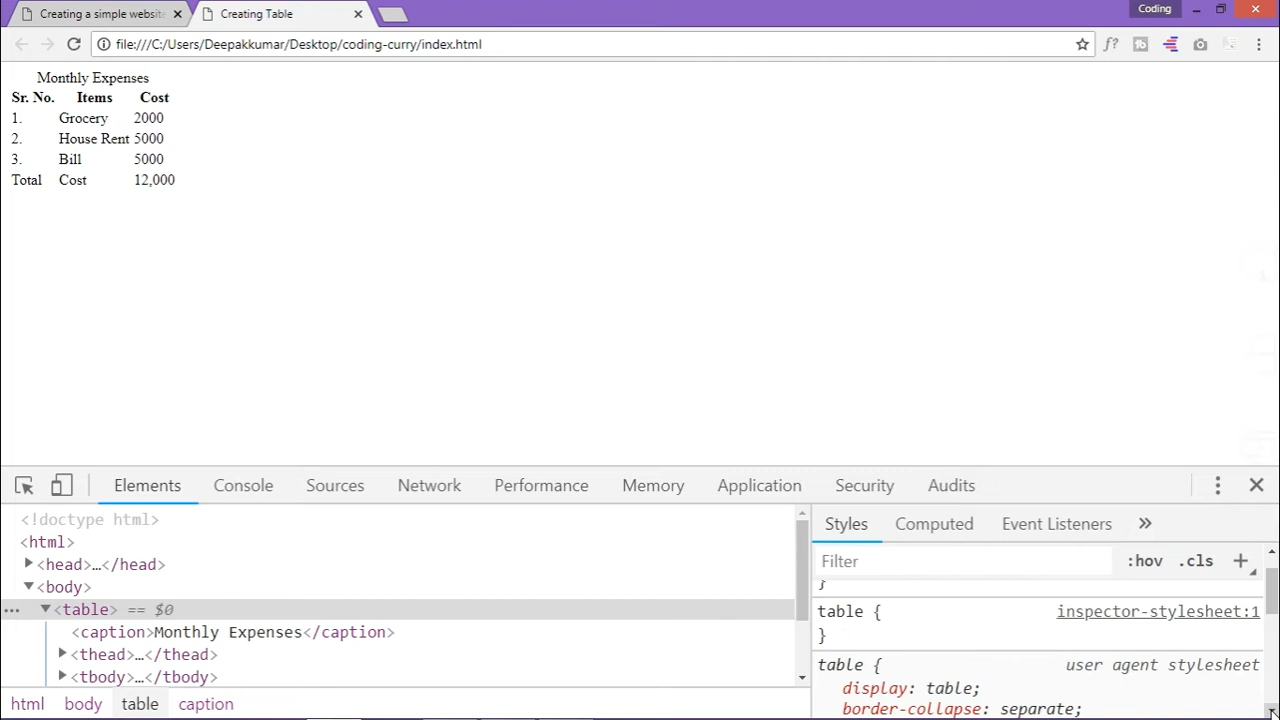 Creating a simple website
Creating Table
Coding
file:///C:/Users/Deepakkumar/Desktop/coding-curry/index.html
f?
Monthly Expenses
Sr. No. Items Cost
1. Grocery 2000
2. House Rent 5000
3. Bill 5000
Total Cost 12,000
Elements Console Sources Network Performance Memory Application Security Audits
<!doctype html>
<html>
<head>…</head>
<body>
<table> == $0
<caption>Monthly Expenses</caption>
<thead>…</thead>
<tbody>…</tbody>
html body table caption
Styles Computed Event Listeners »
Filter :hov .cls +
}
table { inspector-stylesheet:1
}
table { user agent stylesheet
display: table;
border-collapse: separate;